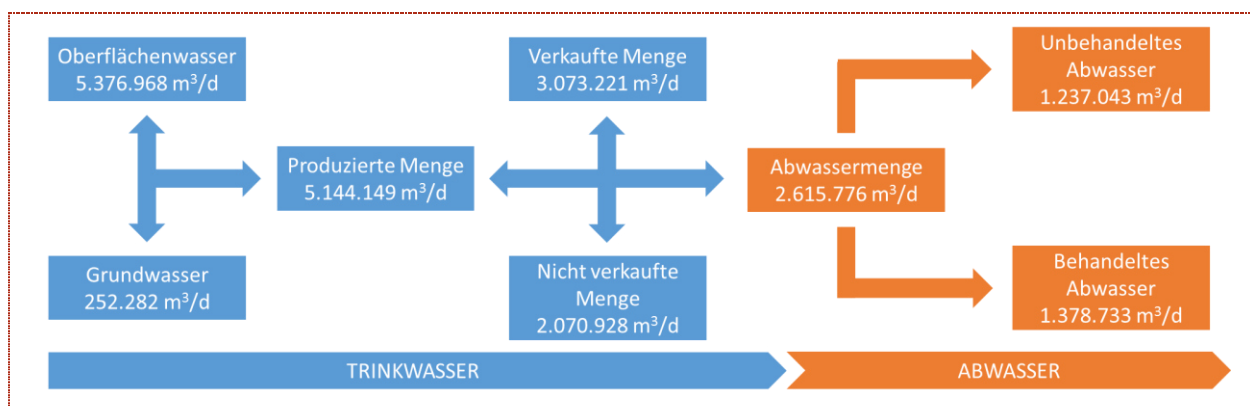 Oberflächenwasser
5.376.968 m³/d
Grundwasser
252.282 m³/d
Produzierte Menge
5.144.149 m³/d
Verkaufte Menge
3.073.221 m³/d
Nicht verkaufte
Menge
2.070.928 m³/d
Abwassermenge
2.615.776 m³/d
Unbehandeltes
Abwasser
1.237.043 m³/d
Behandeltes
Abwasser
1.378.733 m³/d
TRINKWASSER
ABWASSER